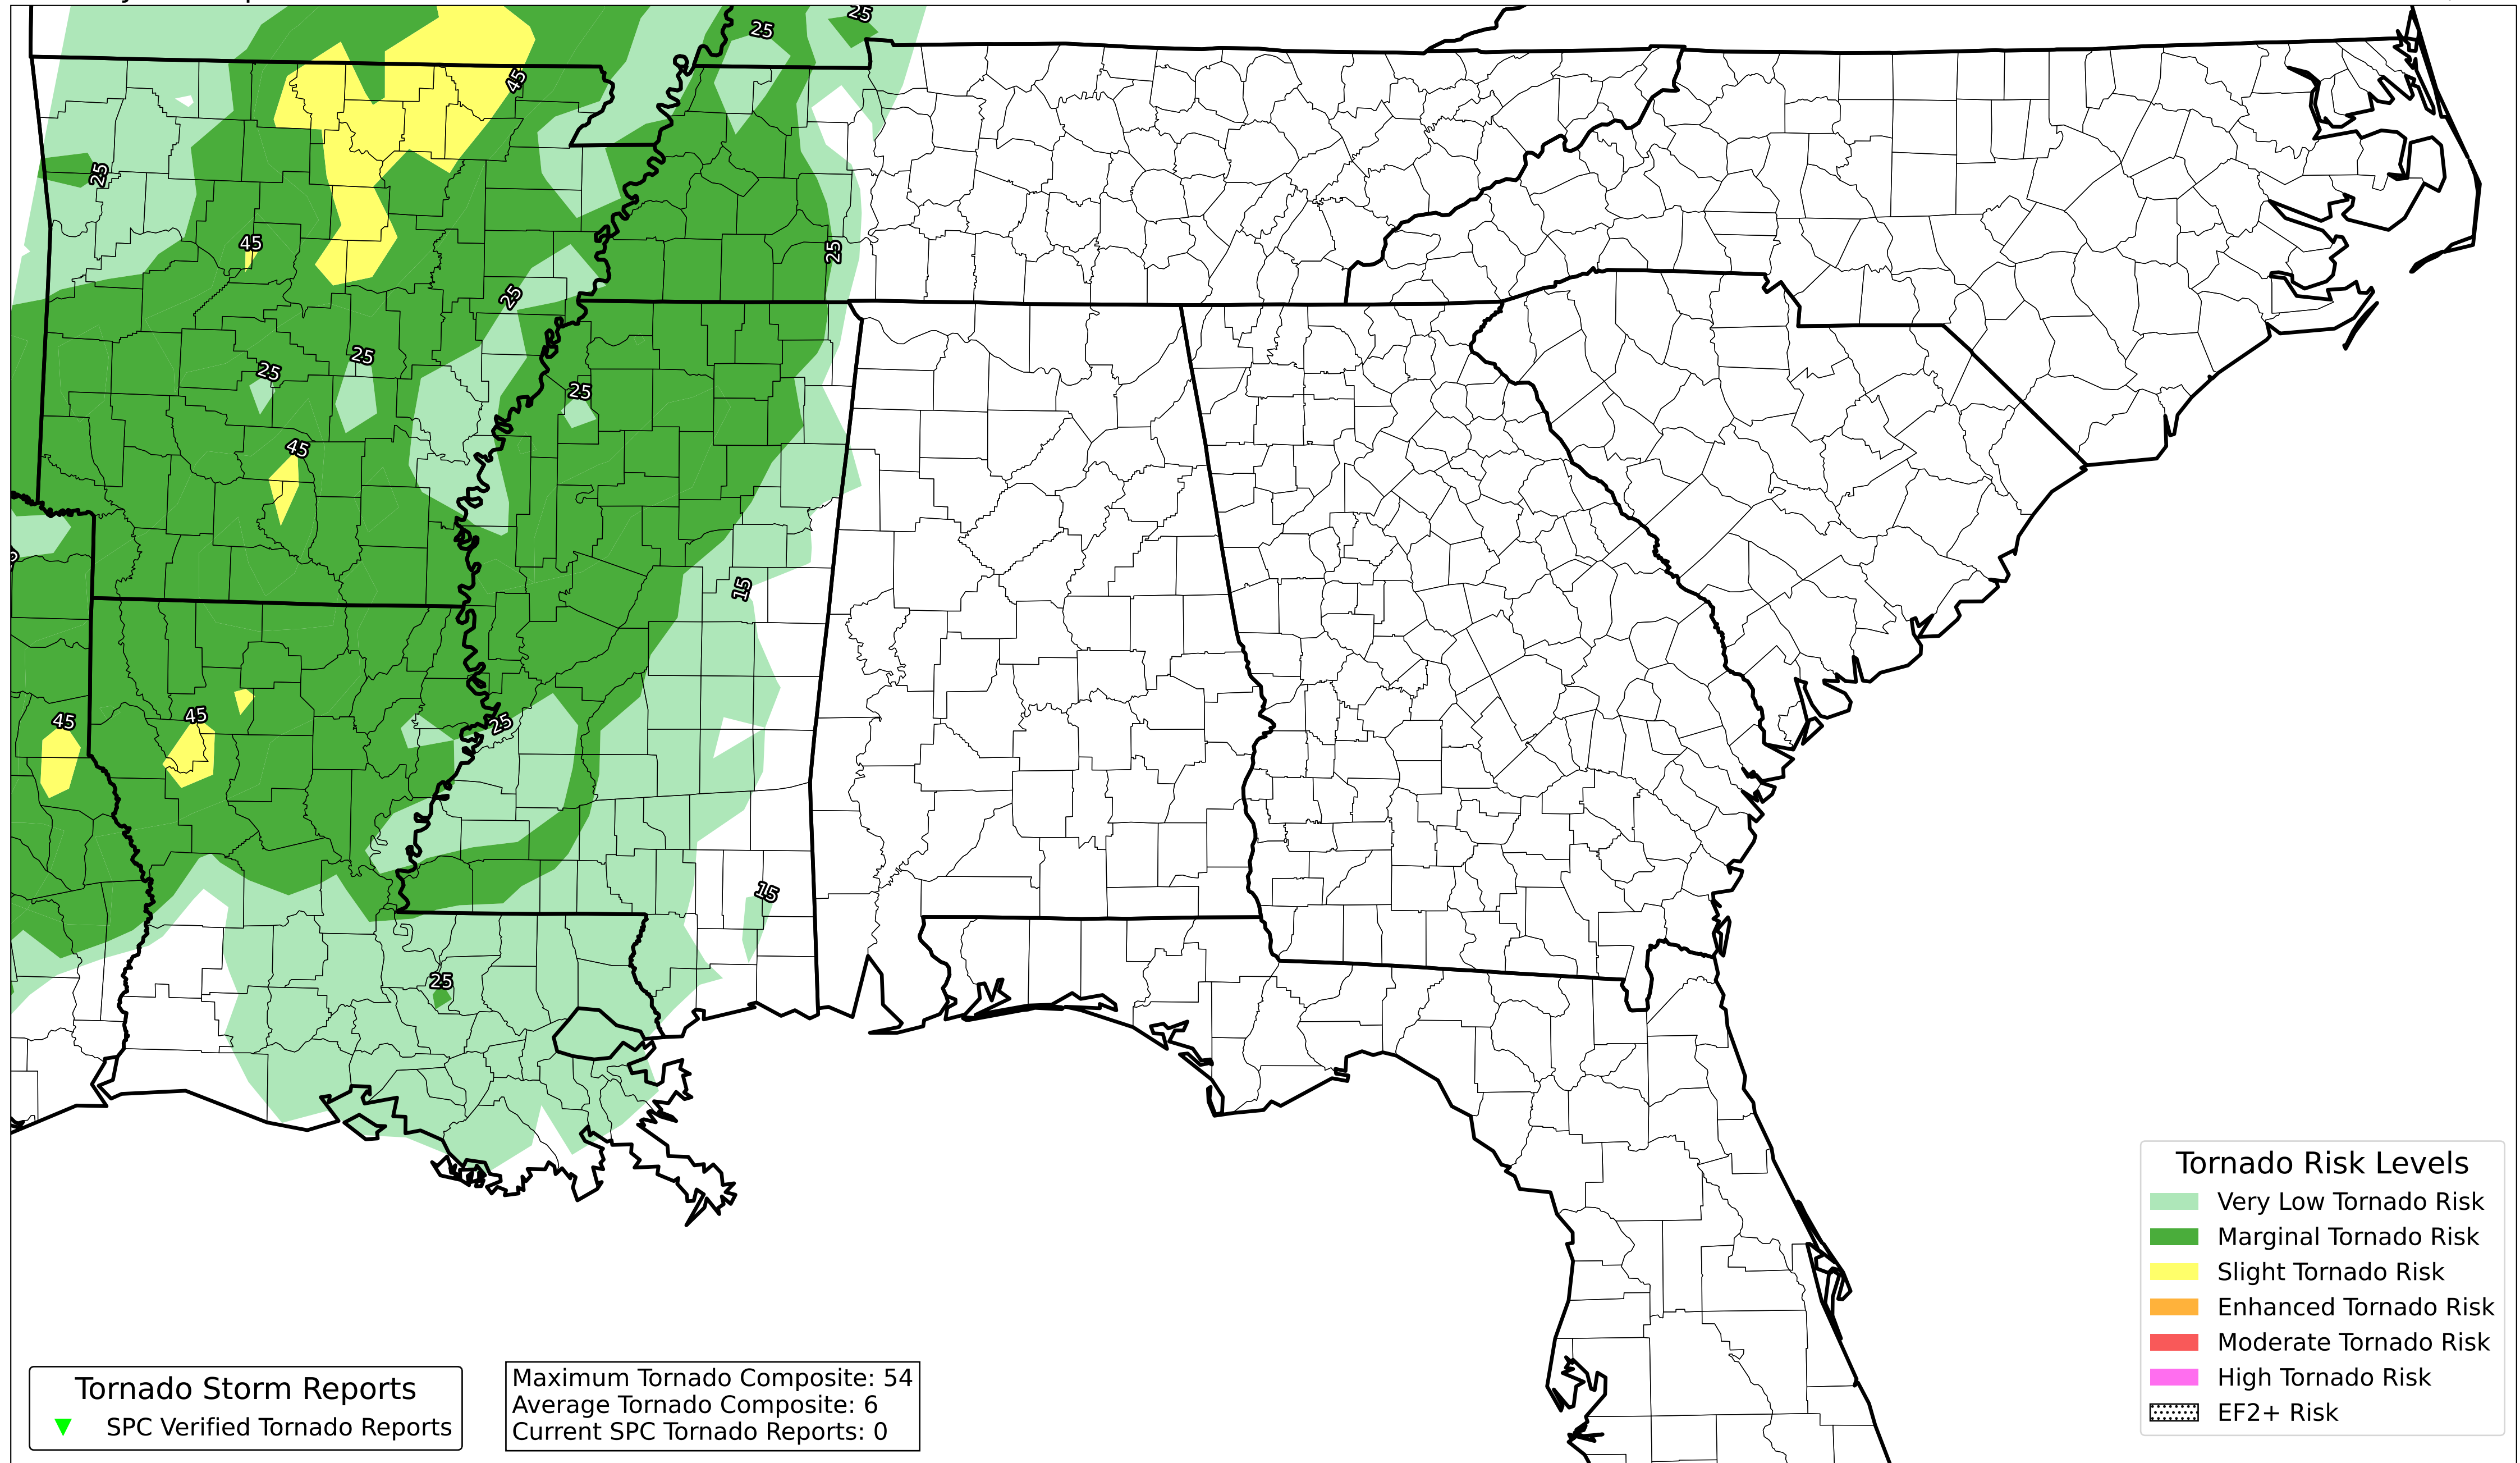 25
25
45
25
45
25
25
25
25
25
45
15
45
45
25
15
25
Tornado Risk Levels
Very Low Tornado Risk
Marginal Tornado Risk
Slight Tornado Risk
Enhanced Tornado Risk
Moderate Tornado Risk
High Tornado Risk
EF2+ Risk
Tornado Storm Reports
SPC Verified Tornado Reports
Maximum Tornado Composite: 54
Average Tornado Composite: 6
Current SPC Tornado Reports: 0